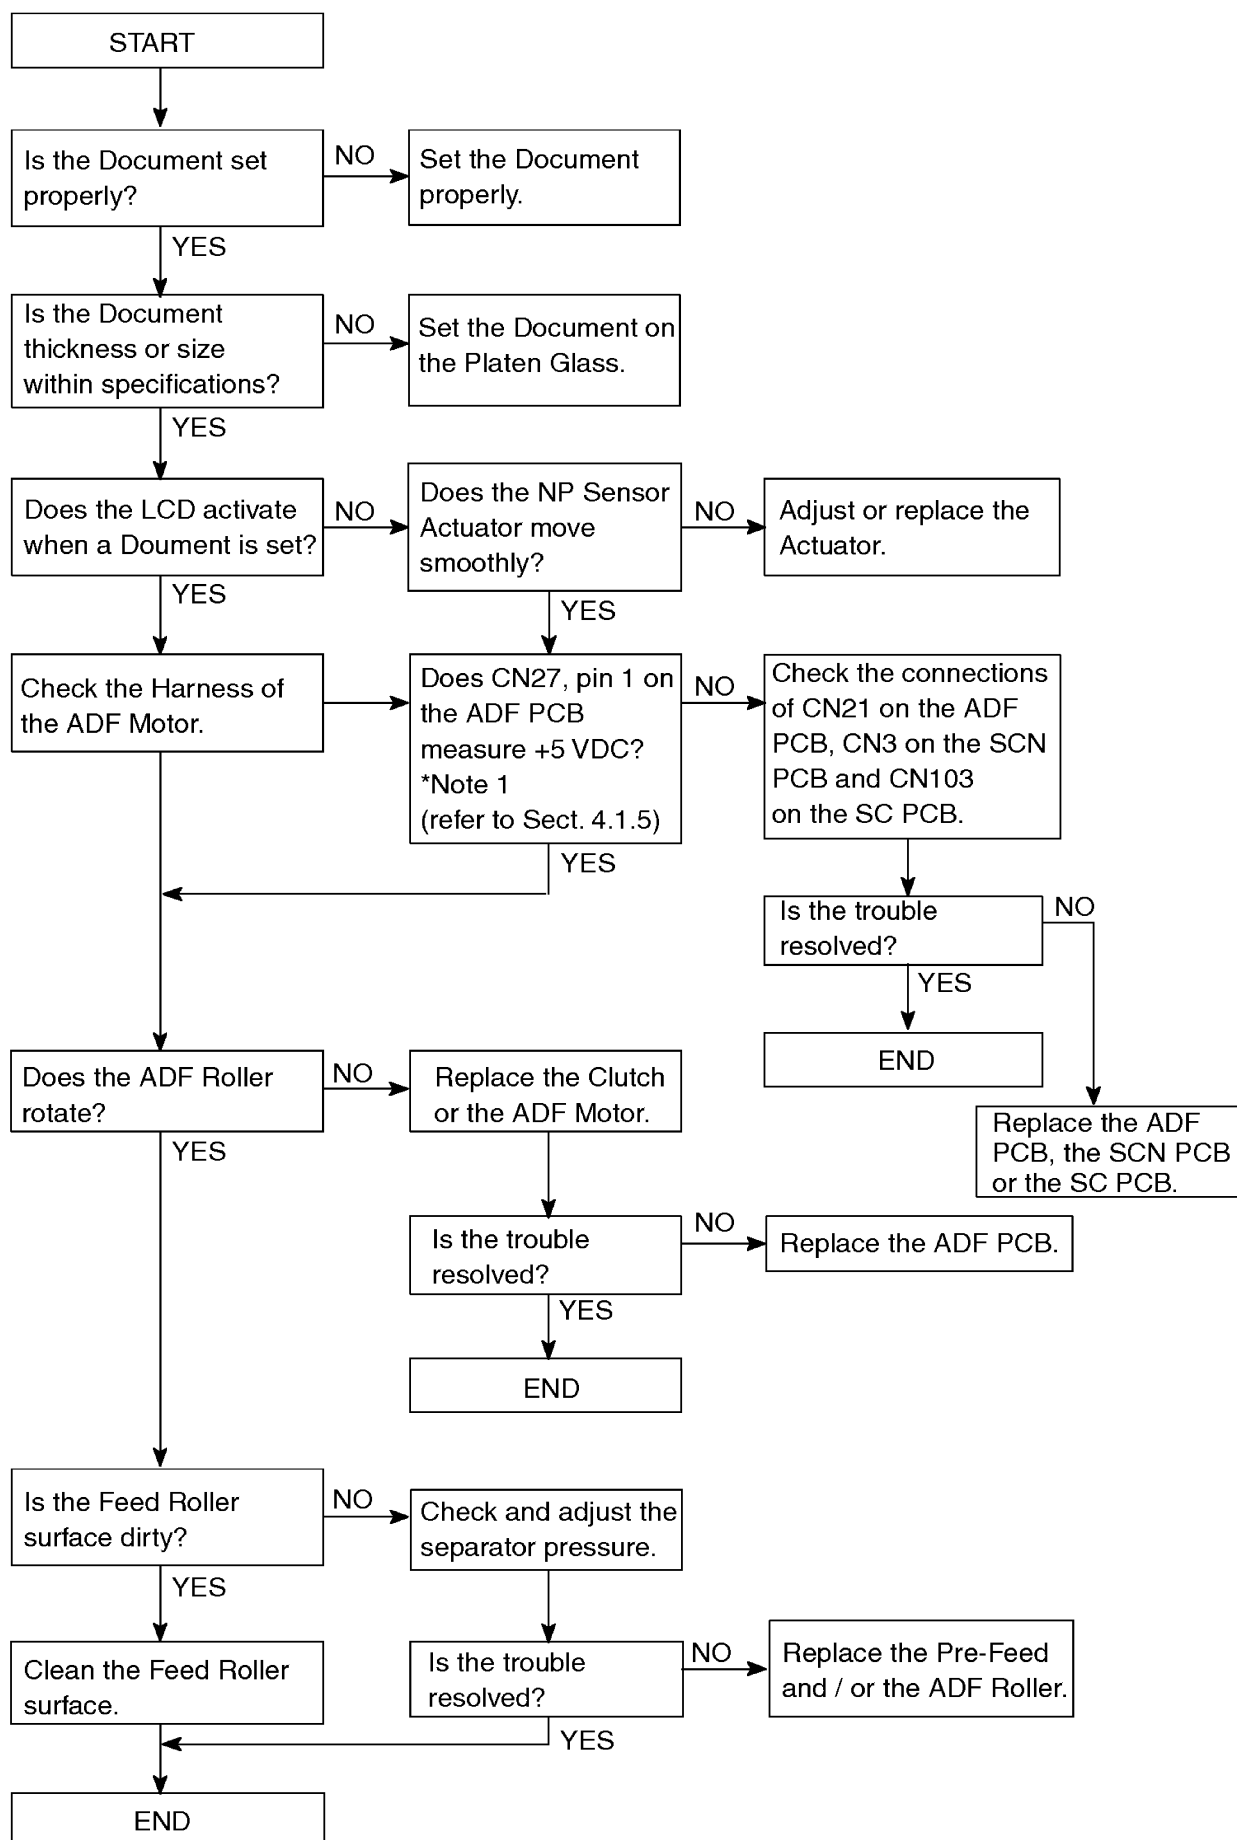 START
Is the Document set
properly?
NO
Set the Document
properly.
YES
Is the Document
thickness or size
within specifications?
NO
Set the Document on
the Platen Glass.
YES
Does the LCD activate
when a Doument is set?
NO
Does the NP Sensor
Actuator move
smoothly?
NO
Adjust or replace the
Actuator.
YES
YES
Check the Harness of
the ADF Motor.
Does CN27, pin 1 on
the ADF PCB
measure +5 VDC?
*Note 1
(refer to Sect. 4.1.5)
NO
Check the connections
of CN21 on the ADF
PCB, CN3 on the SCN
PCB and CN103
on the SC PCB.
YES
Is the trouble
resolved?
NO
YES
END
Replace the ADF
PCB, the SCN PCB
or the SC PCB.
Does the ADF Roller
rotate?
NO
Replace the Clutch
or the ADF Motor.
YES
Is the trouble
resolved?
NO
Replace the ADF PCB.
YES
END
Is the Feed Roller
surface dirty?
NO
Check and adjust the
separator pressure.
YES
Clean the Feed Roller
surface.
Is the trouble
resolved?
NO
Replace the Pre-Feed
and / or the ADF Roller.
YES
END